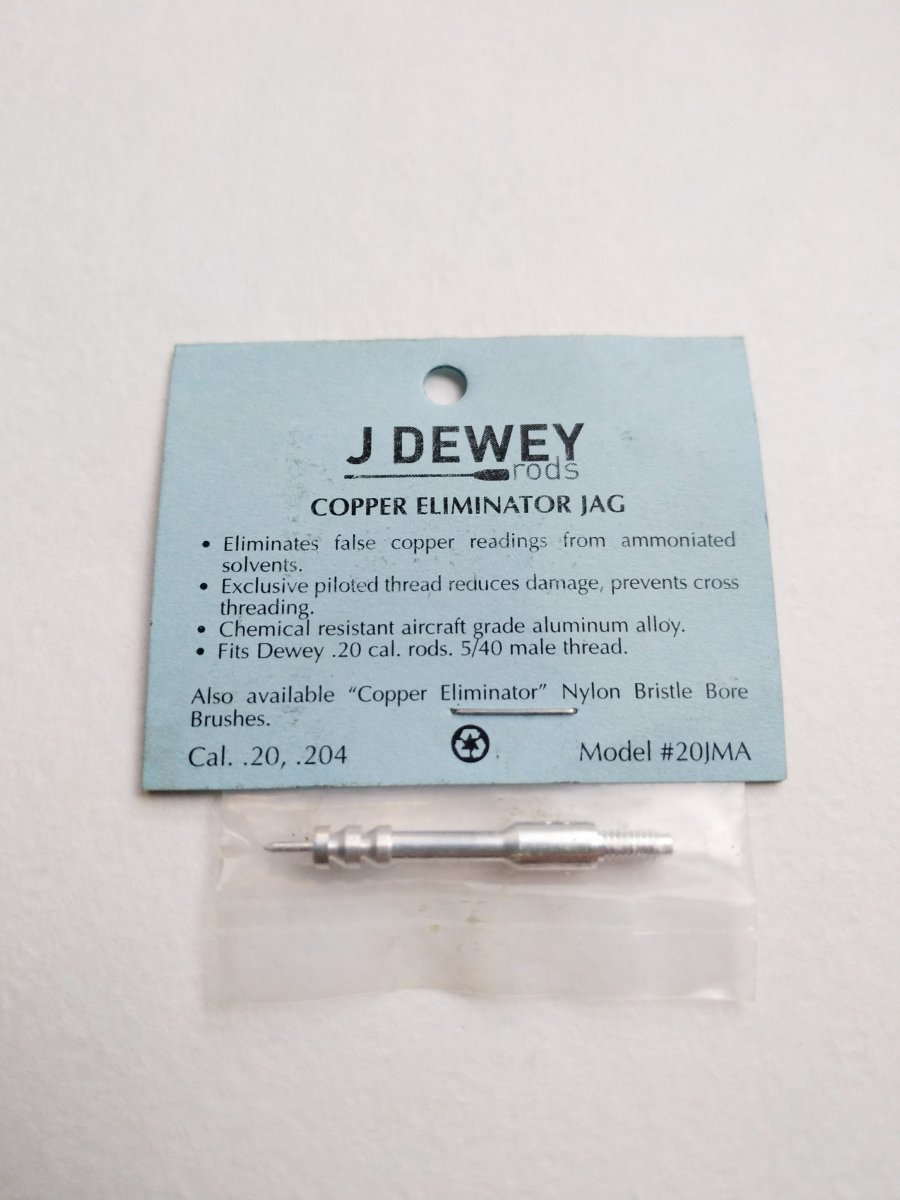 J DEWEY
rods
COPPER ELIMINATOR JAG
• Eliminates false copper readings from ammoniated
solvents.
• Exclusive piloted thread reduces damage, prevents cross
threading.
• Chemical resistant aircraft grade aluminum alloy.
• Fits Dewey .20 cal. rods. 5/40 male thread.
Also available “Copper Eliminator” Nylon Bristle Bore
Brushes.
Cal. .20, .204
Model #20JMA